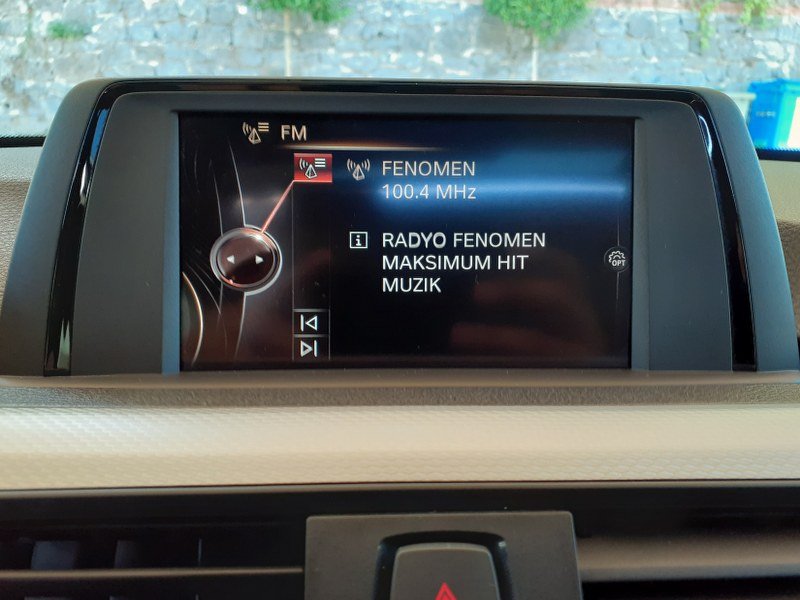 FM
FENOMEN
100.4 MHz
RADYO FENOMEN
MAKSIMUM HIT
MUZIK
OPT